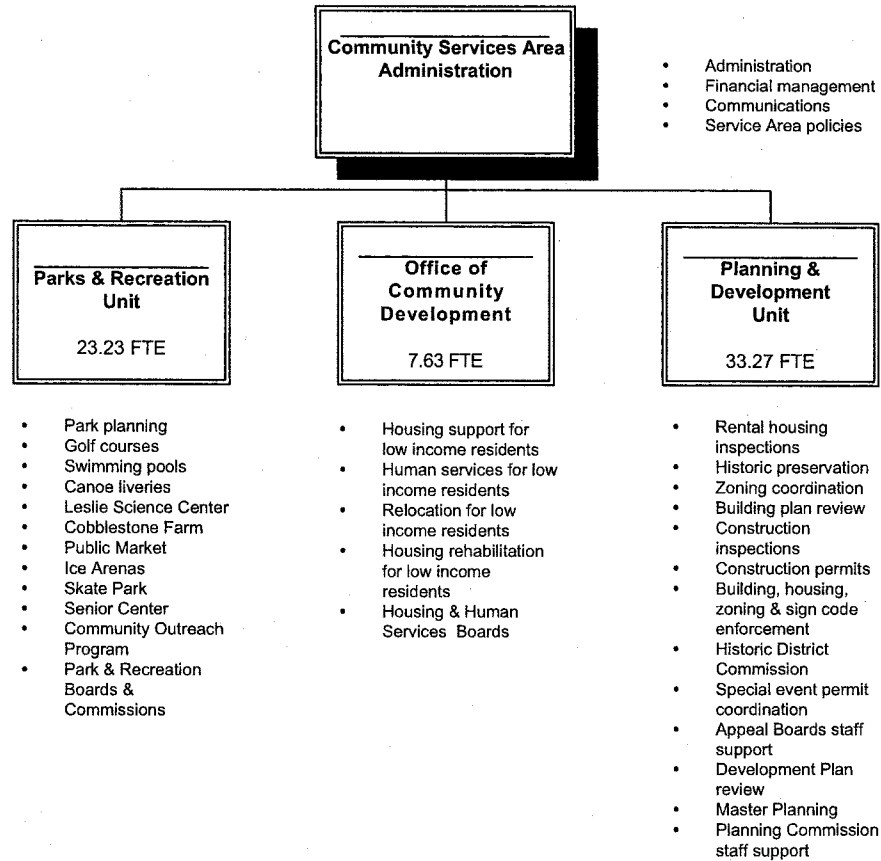 Community Services Area
Administration
• Administration
• Financial management
• Communications
• Service Area policies
Parks & Recreation
Unit
23.23 FTE
Office of
Community
Development
7.63 FTE
Planning &
Development
Unit
33.27 FTE
• Park planning
• Golf courses
• Swimming pools
• Canoe liveries
• Leslie Science Center
• Cobblestone Farm
• Public Market
• Ice Arenas
• Skate Park
• Senior Center
• Community Outreach
Program
• Park & Recreation
Boards &
Commissions
• Housing support for
low income residents
• Human services for low
income residents
• Relocation for low
income residents
• Housing rehabilitation
for low income
residents
• Housing & Human
Services Boards
• Rental housing
inspections
• Historic preservation
• Zoning coordination
• Building plan review
• Construction
inspections
• Construction permits
• Building, housing,
zoning & sign code
enforcement
• Historic District
Commission
• Special event permit
coordination
• Appeal Boards staff
support
• Development Plan
review
• Master Planning
• Planning Commission
staff support